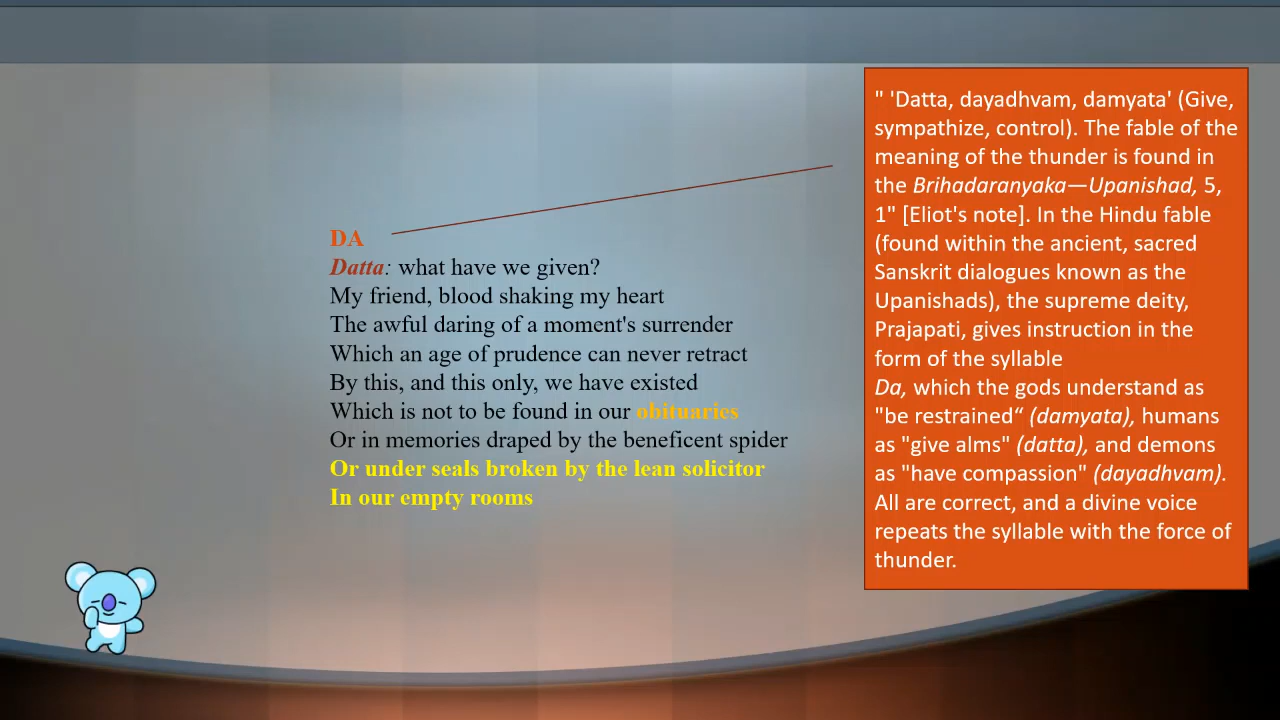 DA
Datta: what have we given?
My friend, blood shaking my heart
The awful daring of a moment's surrender
Which an age of prudence can never retract
By this, and this only, we have existed
Which is not to be found in our obituaries
Or in memories draped by the beneficent spider
Or under seals broken by the lean solicitor
In our empty rooms
" 'Datta, dayadhvam, damyata' (Give,
sympathize, control). The fable of the
meaning of the thunder is found in
the Brihadaranyaka—Upanishad, 5,
1" [Eliot's note]. In the Hindu fable
(found within the ancient, sacred
Sanskrit dialogues known as the
Upanishads), the supreme deity,
Prajapati, gives instruction in the
form of the syllable
Da, which the gods understand as
"be restrained“ (damyata), humans
as "give alms" (datta), and demons
as "have compassion" (dayadhvam).
All are correct, and a divine voice
repeats the syllable with the force of
thunder.